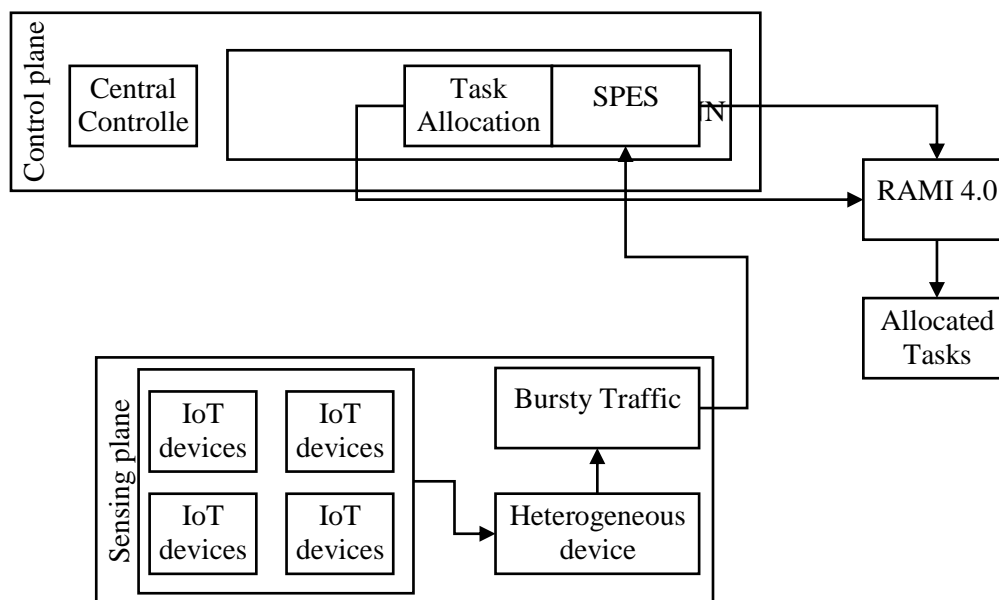 Control plane
Central
Controlle
Task
Allocation
SPES
RAMI 4.0
Allocated
Tasks
Sensing plane
IoT
devices
IoT
devices
IoT
devices
IoT
devices
Bursty Traffic
Heterogeneous
device